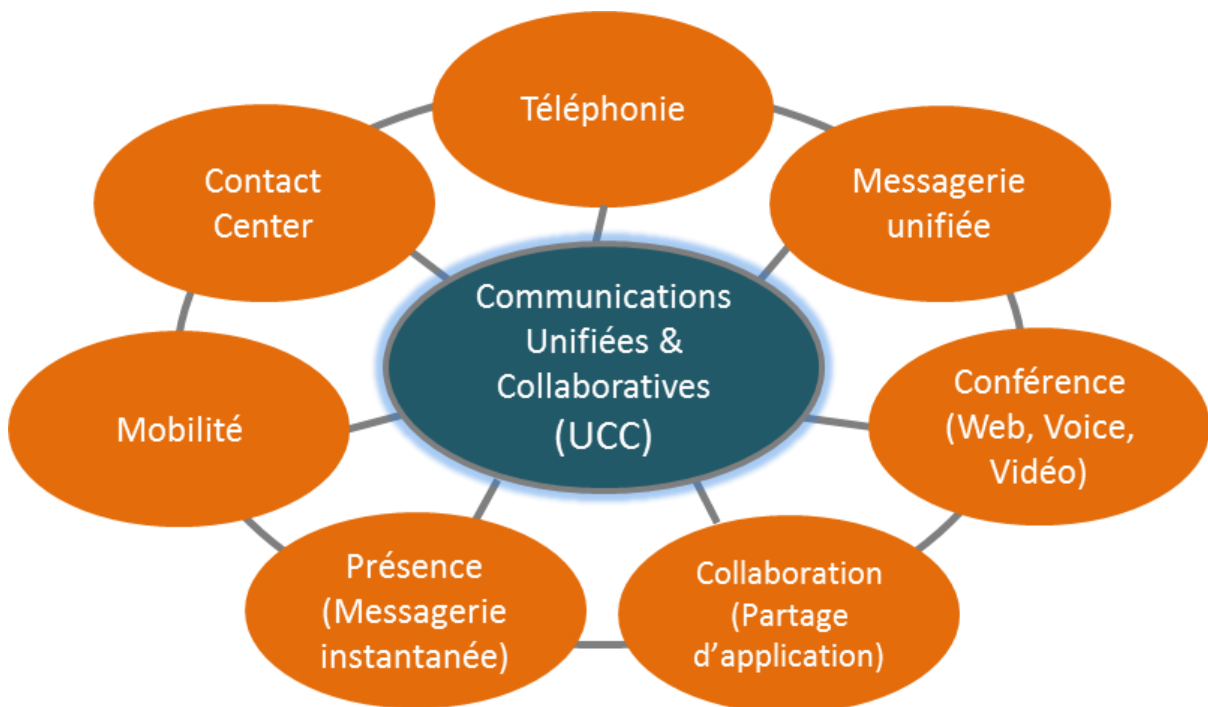 Téléphonie
Messagerie
unifiée
Conférence
(Web, Voice,
Vidéo)
Collaboration
(Partage
d’application)
Présence
(Messagerie
instantanée)
Mobilité
Contact
Center
Communications
Unifiées &
Collaboratives
(UCC)